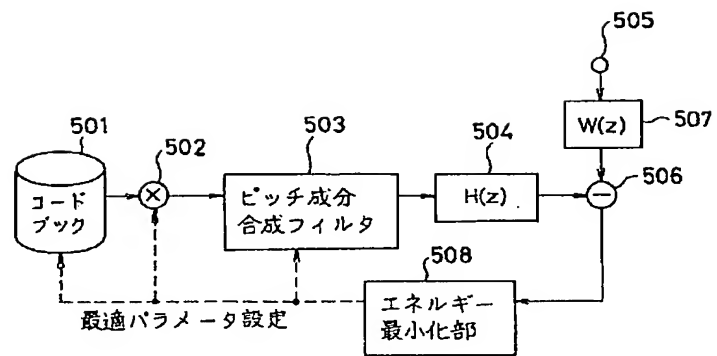 505
501
502
503
504
W(z)
507
コード
ブック
×
ピッチ成分
合成フィルタ
H(z)
−
506
508
最適パラメータ設定
エネルギー
最小化部